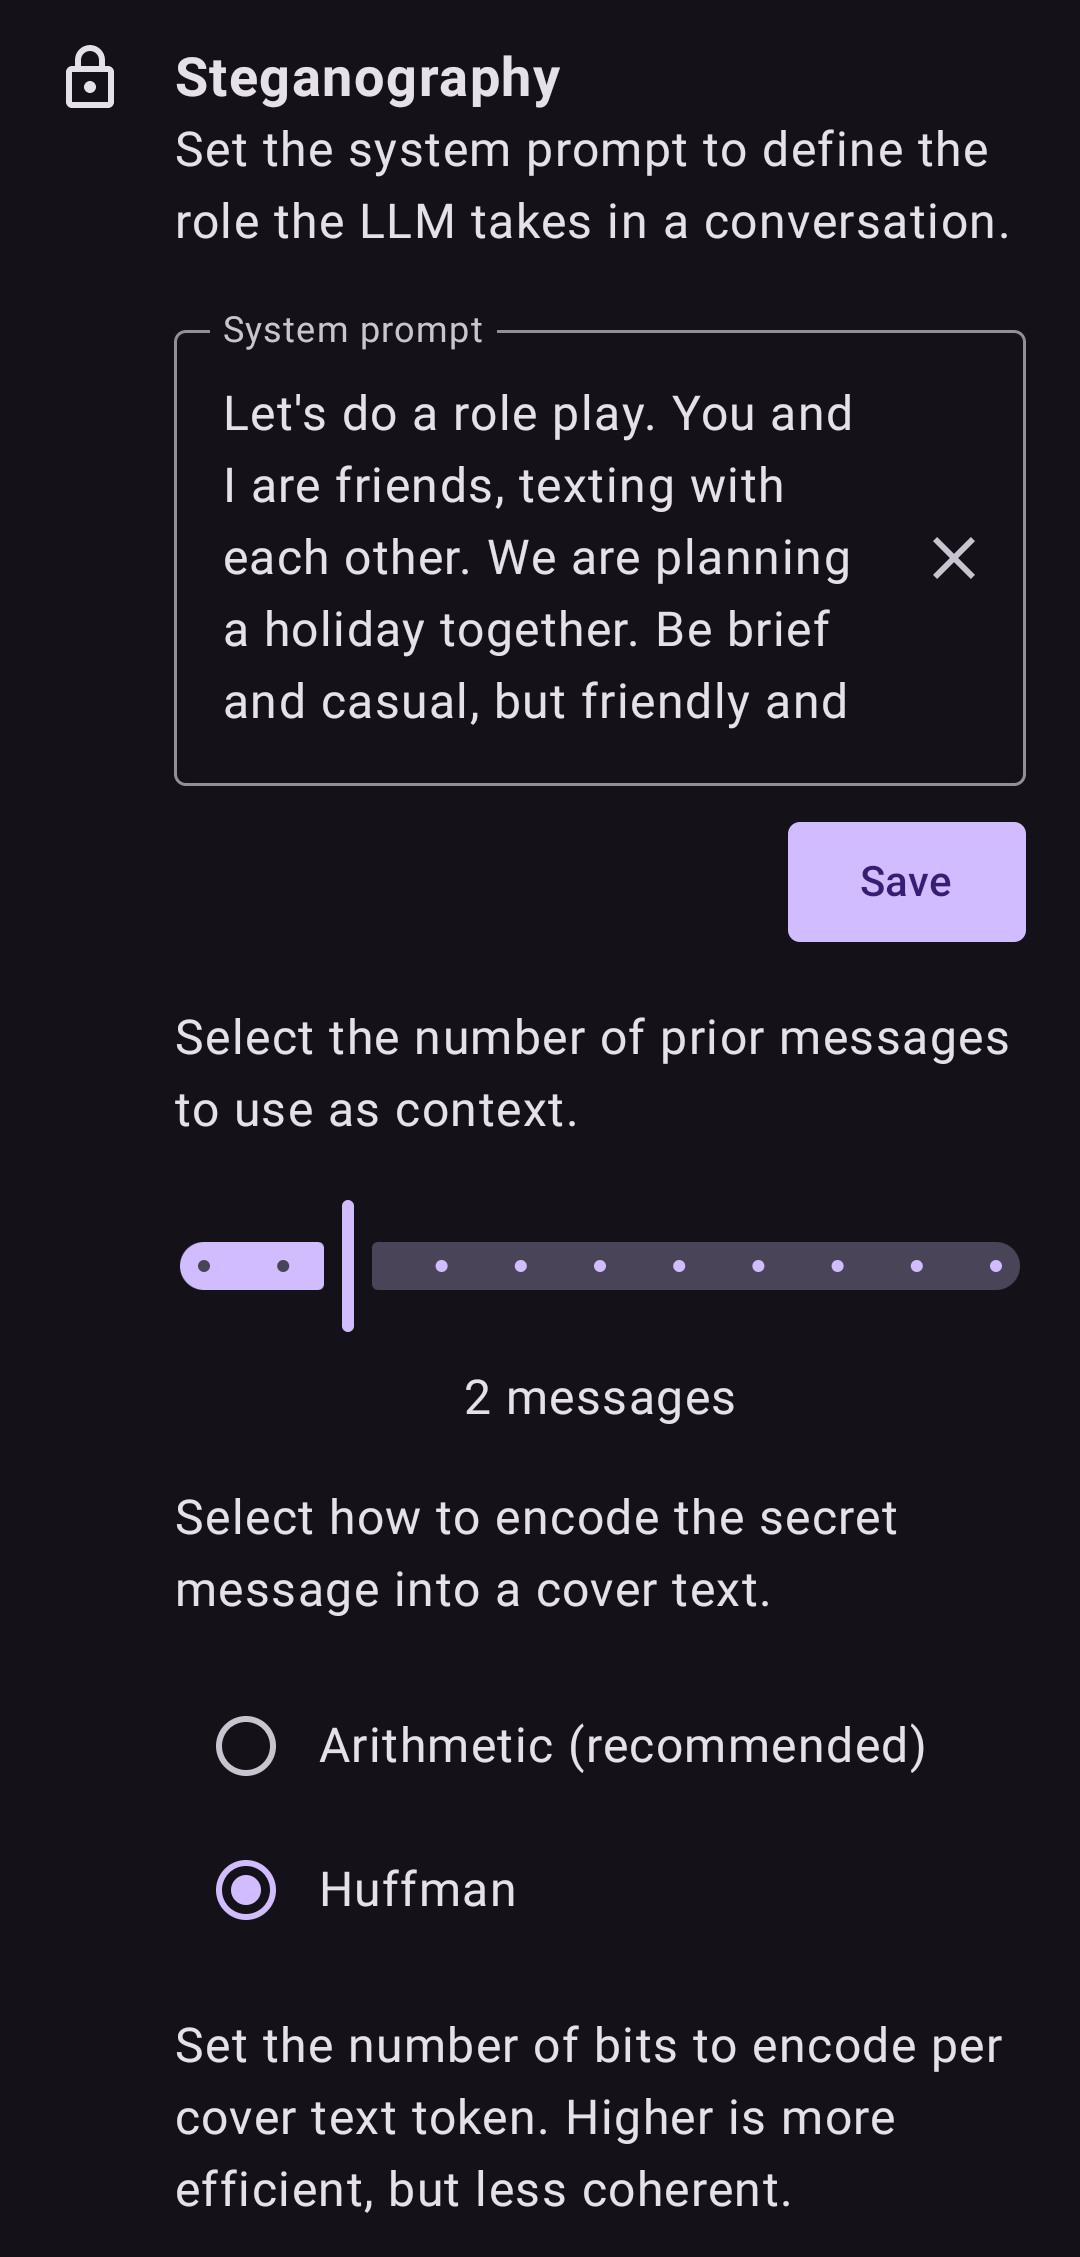 Steganography
Set the system prompt to define the
role the LLM takes in a conversation.
System prompt
Let's do a role play. You and
I are friends, texting with
each other. We are planning
a holiday together. Be brief
and casual, but friendly and
Save
Select the number of prior messages
to use as context.
2 messages
Select how to encode the secret
message into a cover text.
Arithmetic (recommended)
Huffman
Set the number of bits to encode per
cover text token. Higher is more
efficient, but less coherent.